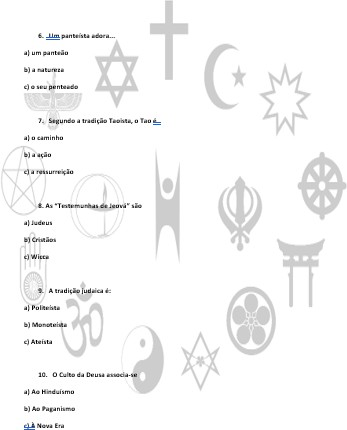 6. Um panteísta adora...
a) um panteão
b) a natureza
c) o seu penteado
7. Segundo a tradição Taoista, o Tao é...
a) o caminho
b) a ação
c) a ressurreição
8. As “Testemunhas de Jeová” são
a) Judeus
b) Cristãos
c) Wicca
9. A tradição judaica é:
a) Politeísta
b) Monoteísta
c) Ateísta
10. O Culto da Deusa associa-se
a) Ao Hinduísmo
b) Ao Paganismo
c) À Nova Era